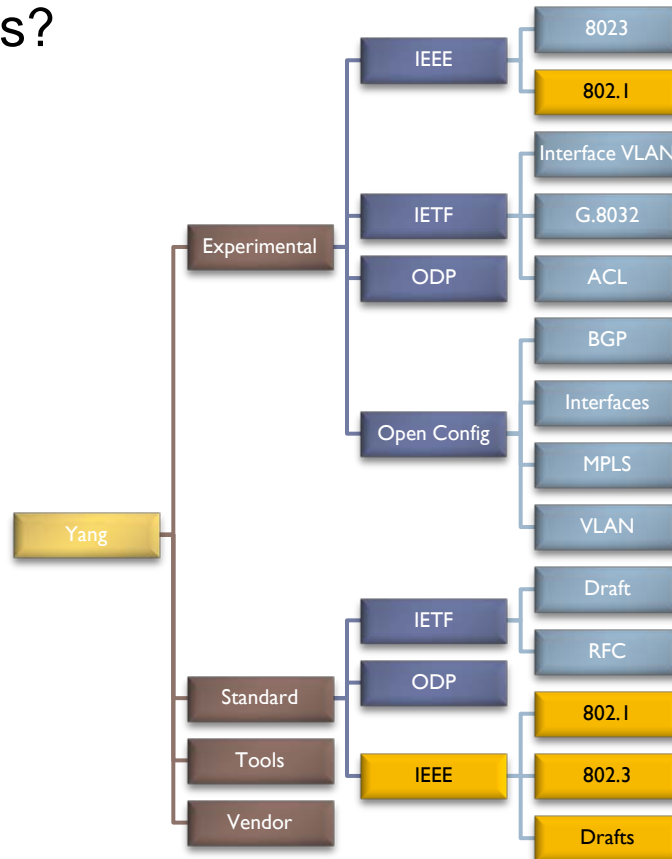 s?
8023
IEEE
802.1
Interface VLAN
IETF
G.8032
Experimental
ODP
ACL
BGP
Interfaces
Open Config
MPLS
VLAN
Yang
Draft
IETF
RFC
ODP
Standard
802.1
Tools
IEEE
802.3
Vendor
Drafts